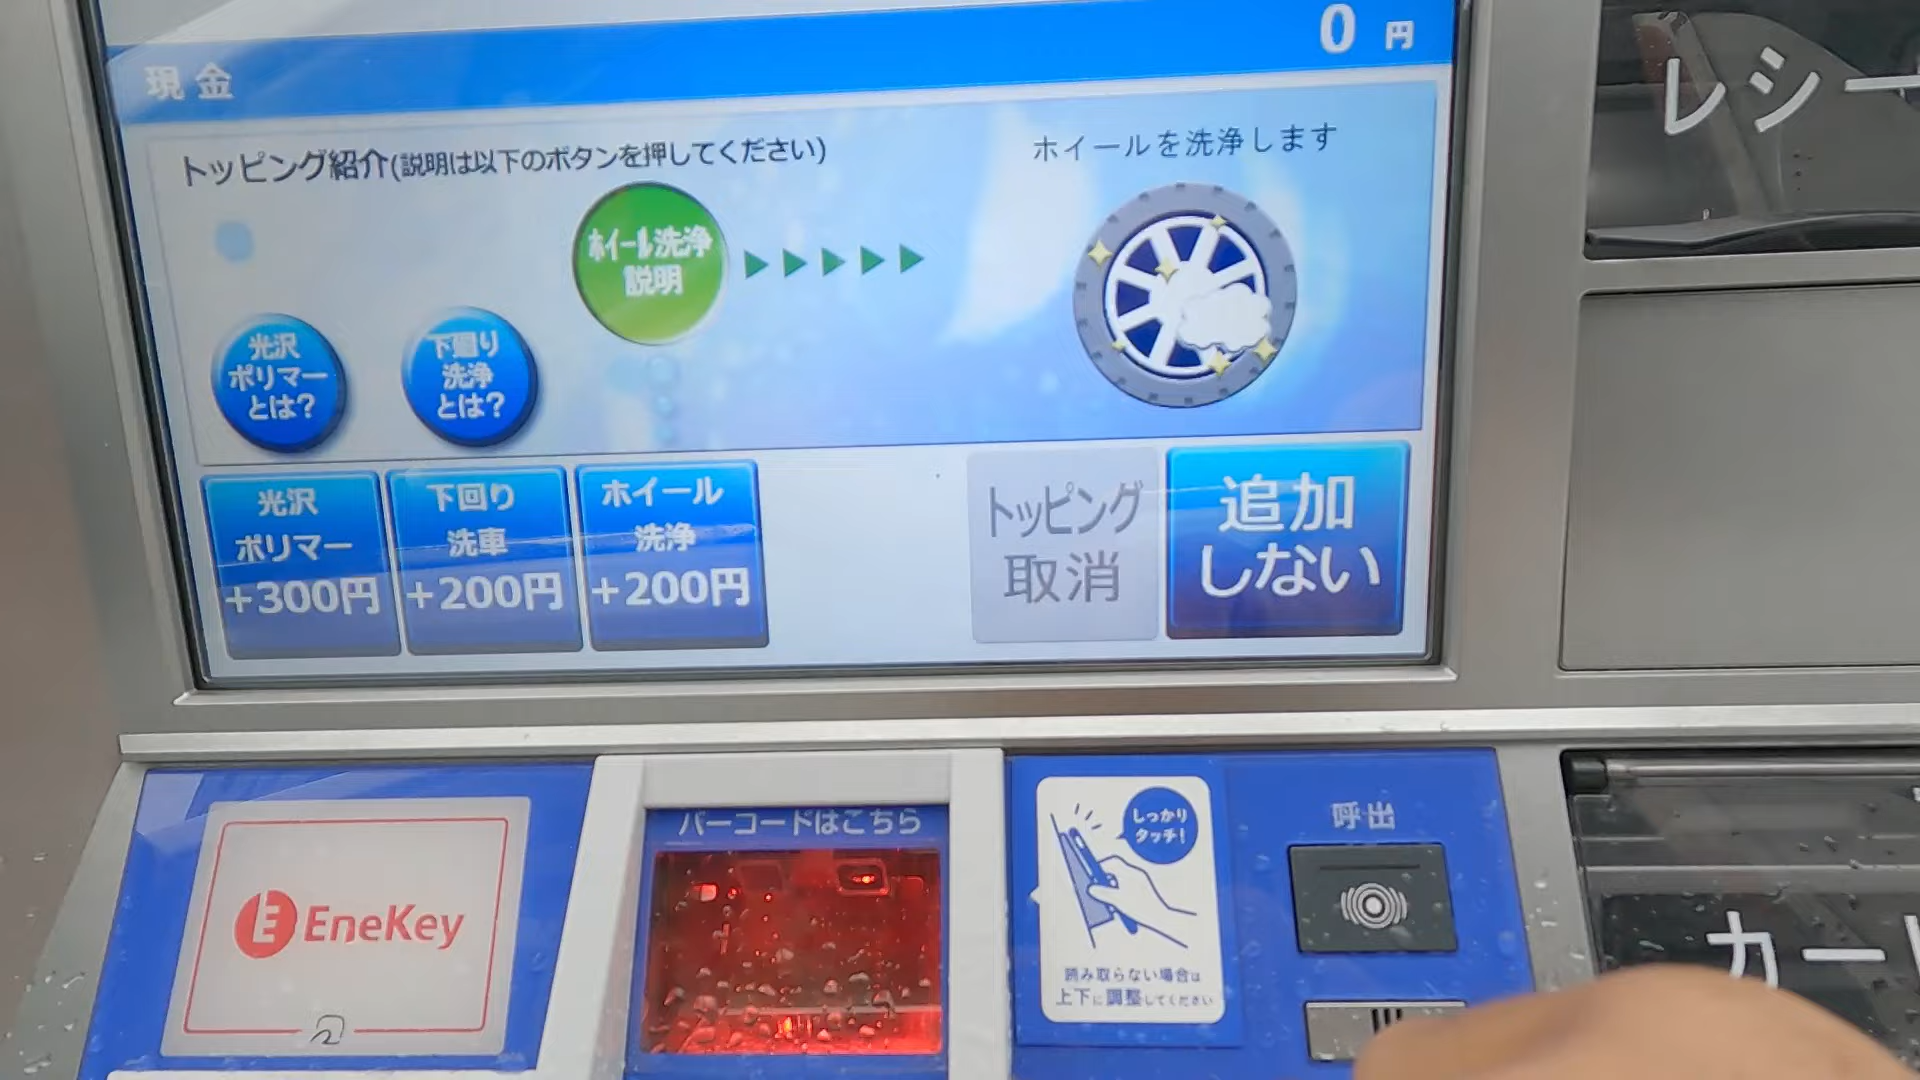 0 円
現金
トッピング紹介(説明は以下のボタンを押してください)
ホイールを洗浄します
ホイール洗浄
説明
光沢
ポリマー
とは?
下廻り
洗浄
とは?
光沢
ポリマー
+300円
下回り
洗車
+200円
ホイール
洗浄
+200円
トッピング
取消
追加
しない
レシー
EneKey
バーコードはこちら
しっかり
タッチ!
読み取らない場合は
上下に調整してください
呼出
カー